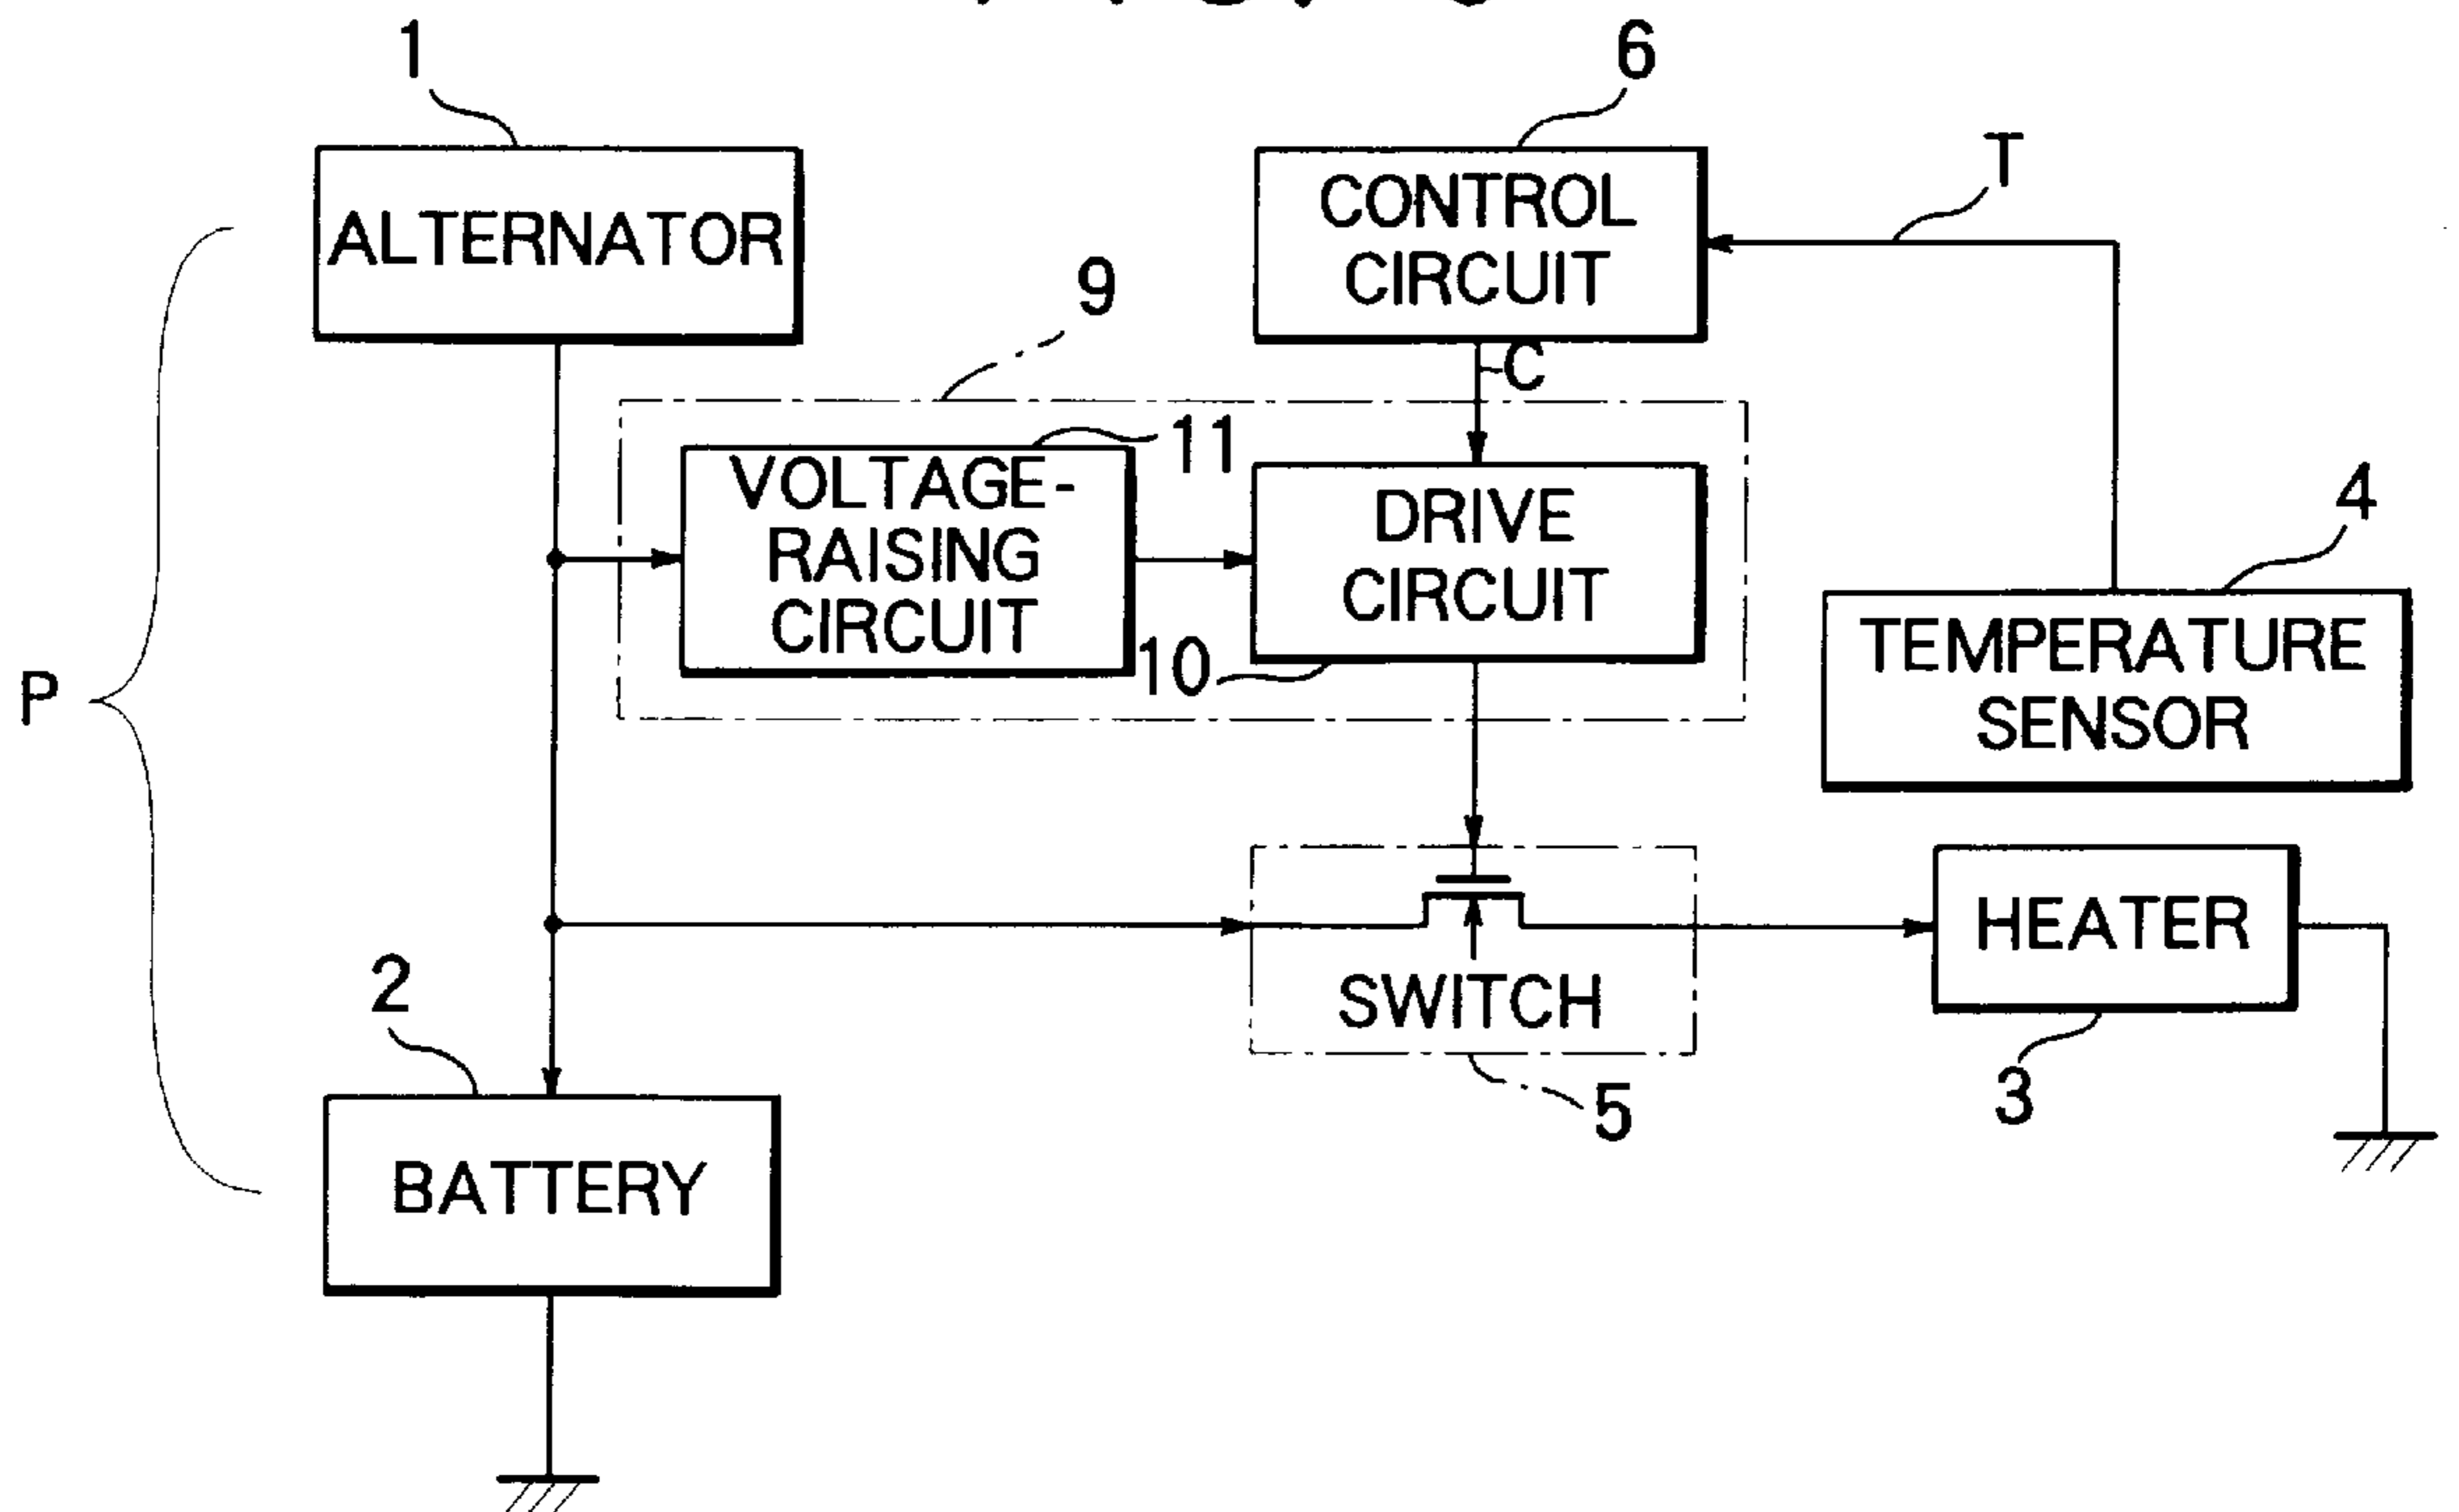 1
6
ALTERNATOR
CONTROL
CIRCUIT
T
9
C
11
VOLTAGE-
RAISING
CIRCUIT
DRIVE
CIRCUIT
10
4
TEMPERATURE
SENSOR
P
SWITCH
5
HEATER
3
2
BATTERY